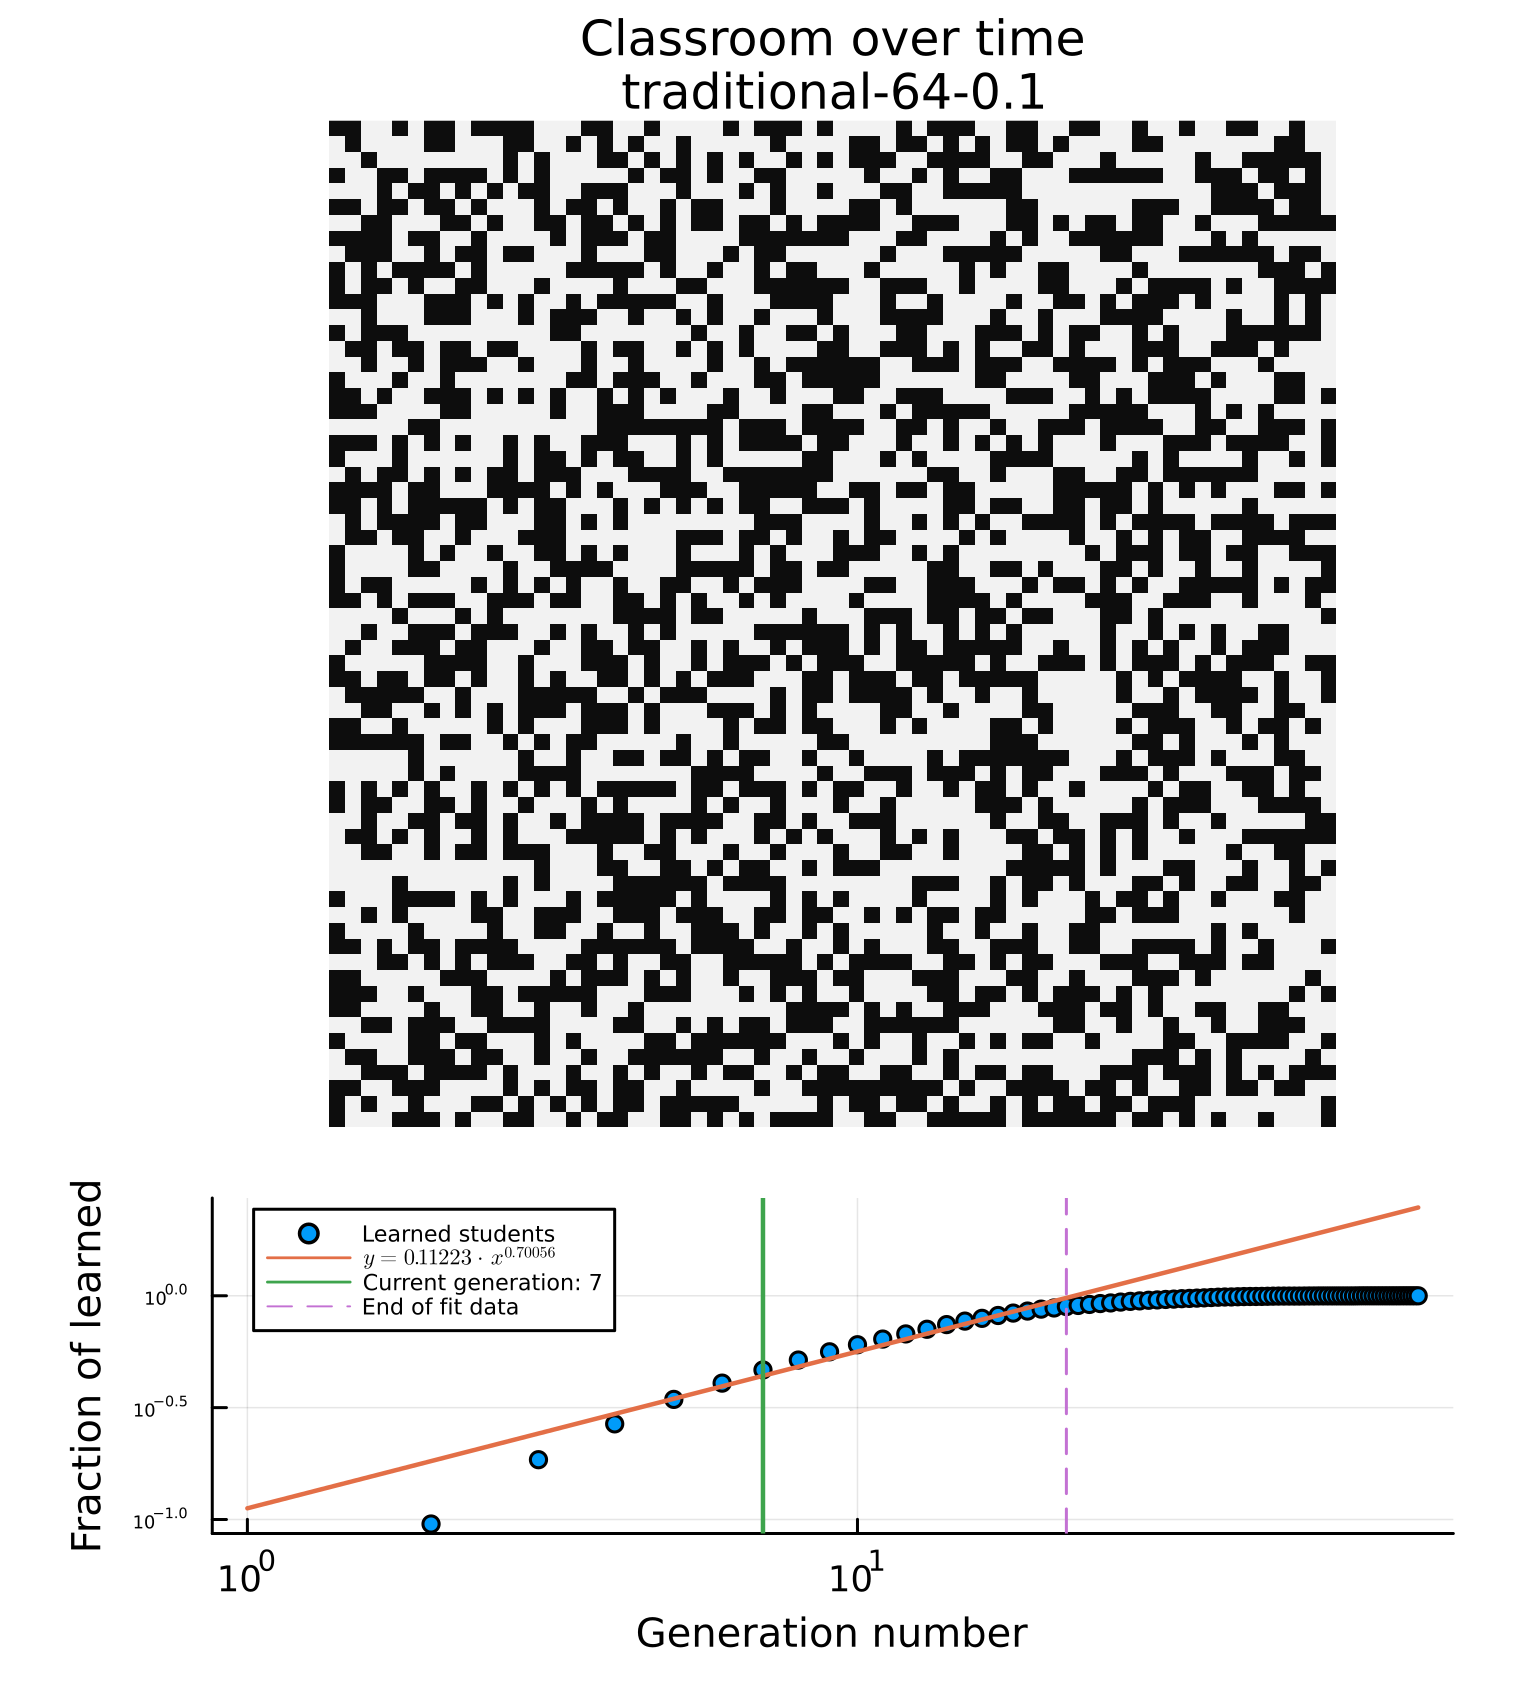 Classroom over time
traditional-64-0.1
Fraction of learned
Learned students
y = 0.11223 · x^0.70056
Current generation: 7
End of fit data
10^0.0
10^−0.5
10^−1.0
10^0
10^1
Generation number